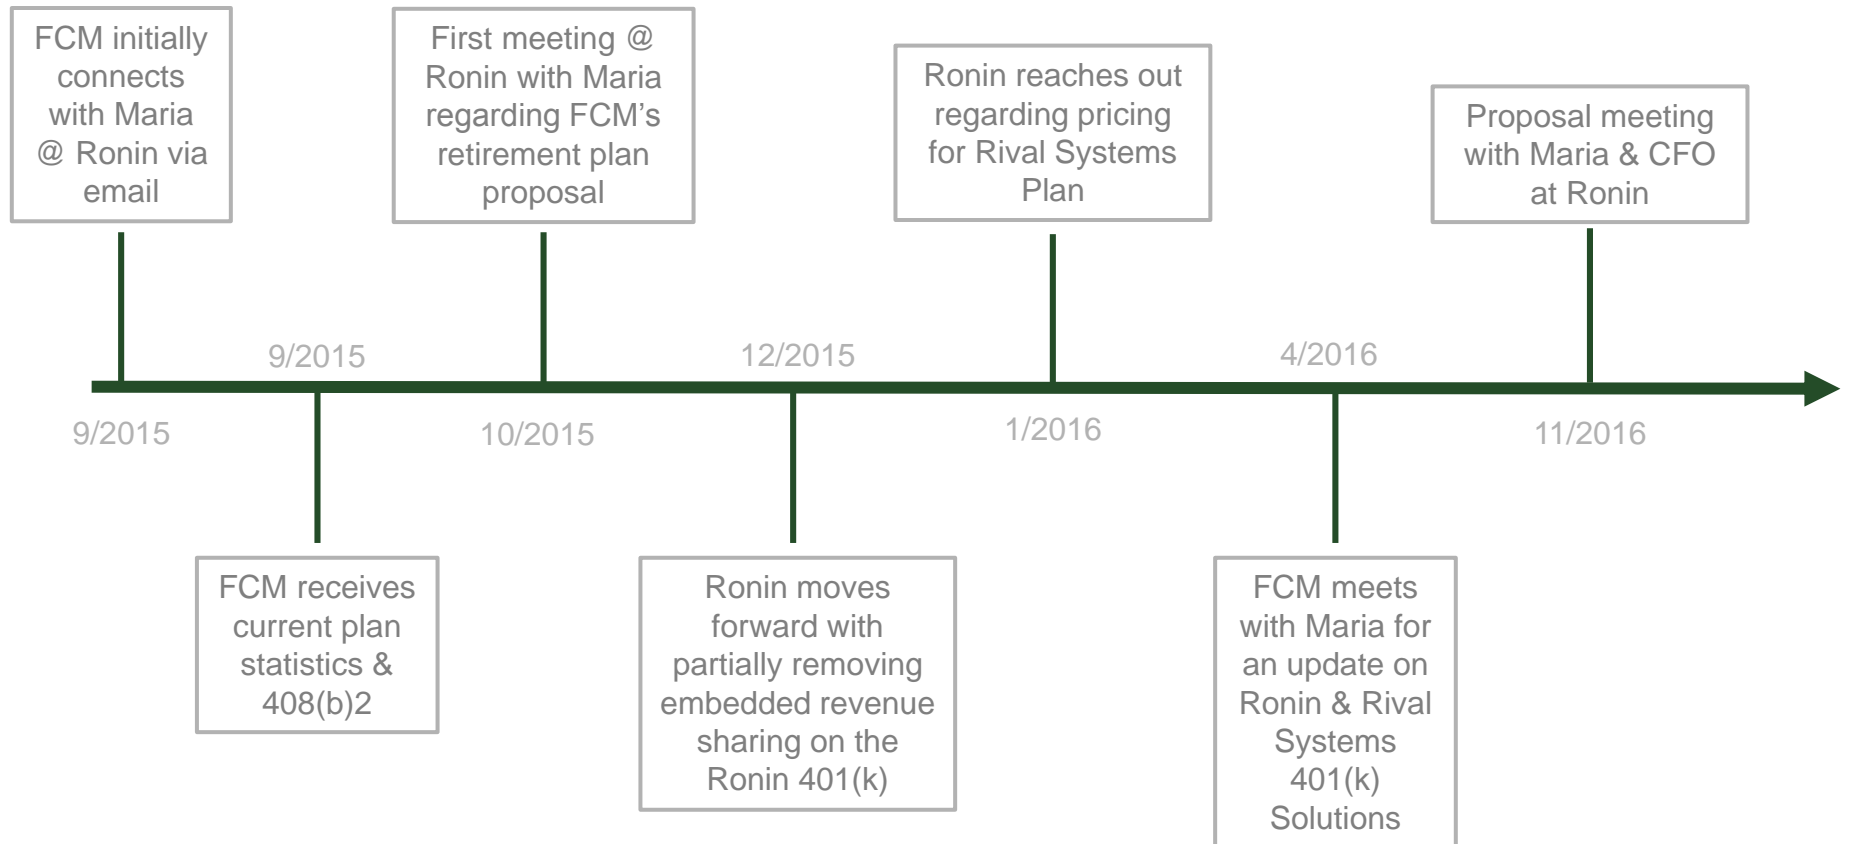 FCM initially
connects
with Maria
@ Ronin via
email
First meeting @
Ronin with Maria
regarding FCM’s
retirement plan
proposal
Ronin reaches out
regarding pricing
for Rival Systems
Plan
Proposal meeting
with Maria & CFO
at Ronin
9/2015
12/2015
4/2016
9/2015
10/2015
1/2016
11/2016
FCM receives
current plan
statistics &
408(b)2
Ronin moves
forward with
partially removing
embedded revenue
sharing on the
Ronin 401(k)
FCM meets
with Maria for
an update on
Ronin & Rival
Systems
401(k)
Solutions